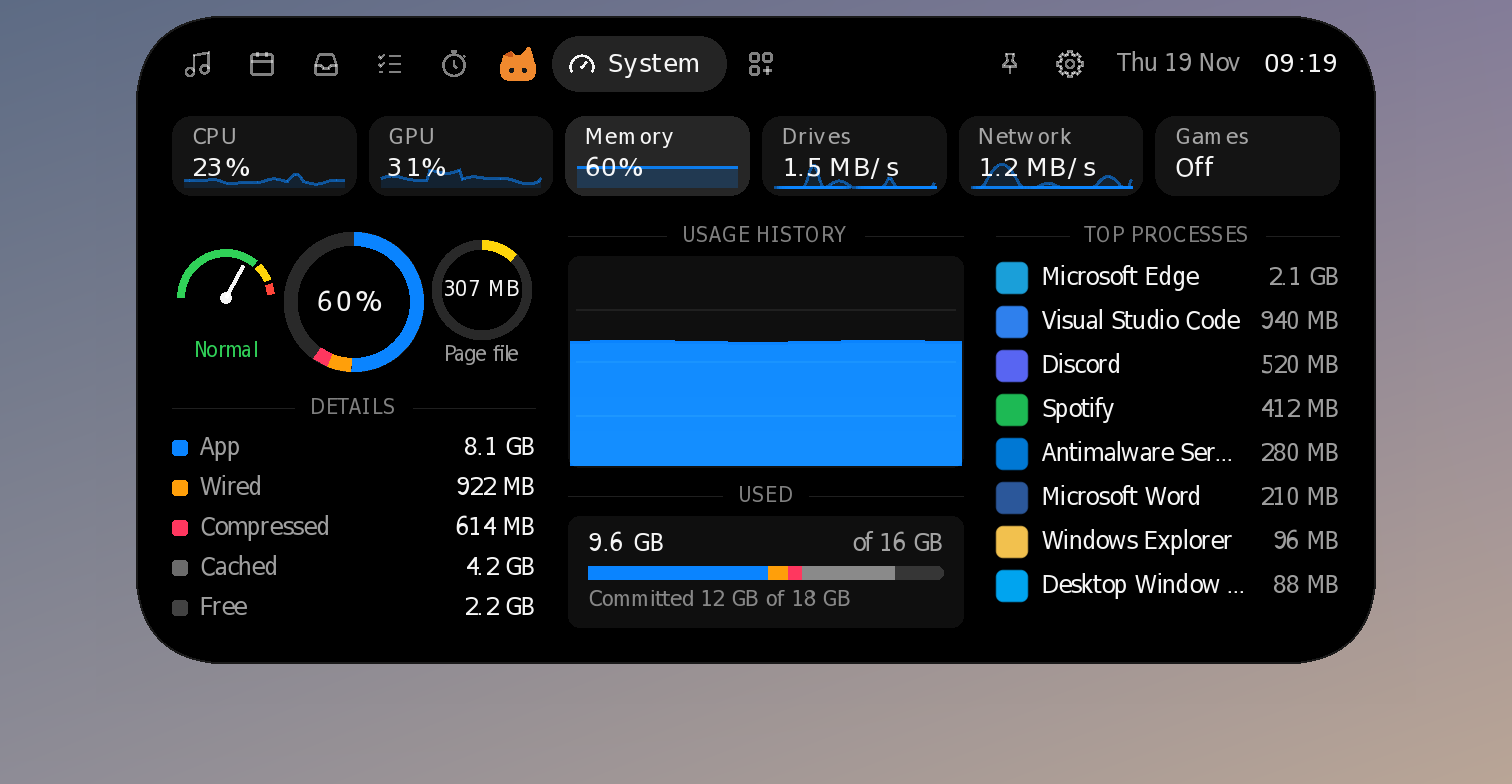 System
Thu 19 Nov 09:19
CPU
23%
GPU
31%
Memory
60%
Drives
1.5 MB/s
Network
1.2 MB/s
Games
Off
Normal
60%
307 MB
Page file
DETAILS
App 8.1 GB
Wired 922 MB
Compressed 614 MB
Cached 4.2 GB
Free 2.2 GB
USAGE HISTORY
USED
9.6 GB of 16 GB
Committed 12 GB of 18 GB
TOP PROCESSES
Microsoft Edge 2.1 GB
Visual Studio Code 940 MB
Discord 520 MB
Spotify 412 MB
Antimalware Ser... 280 MB
Microsoft Word 210 MB
Windows Explorer 96 MB
Desktop Window ... 88 MB